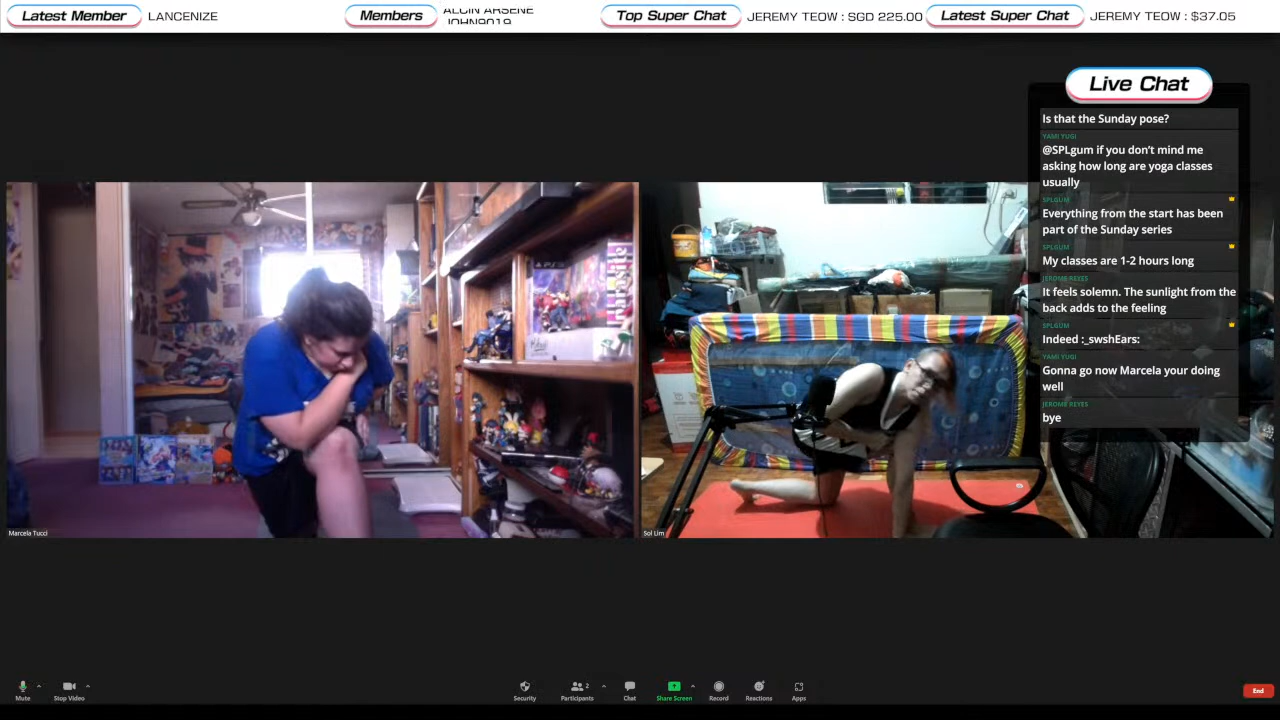 Latest Member
LANCENIZE
Members
ALDIN ARSENE
JOHN9019
Top Super Chat
JEREMY TEOW : SGD 225.00
Latest Super Chat
JEREMY TEOW : $37.05
Live Chat
Is that the Sunday pose?
YAMI YUGI
@SPLgum if you don't mind me
asking how long are yoga classes
usually
SPLGUM
Everything from the start has been
part of the Sunday series
SPLGUM
My classes are 1-2 hours long
JEROME REYES
It feels solemn. The sunlight from the
back adds to the feeling
SPLGUM
Indeed :_swshEars:
YAMI YUGI
Gonna go now Marcela your doing
well
JEROME REYES
bye
Parasite
Marcela Tucci
Sol Lim
Mute
Stop Video
Security
Participants
2
Chat
Share Screen
Record
Reactions
Apps
End